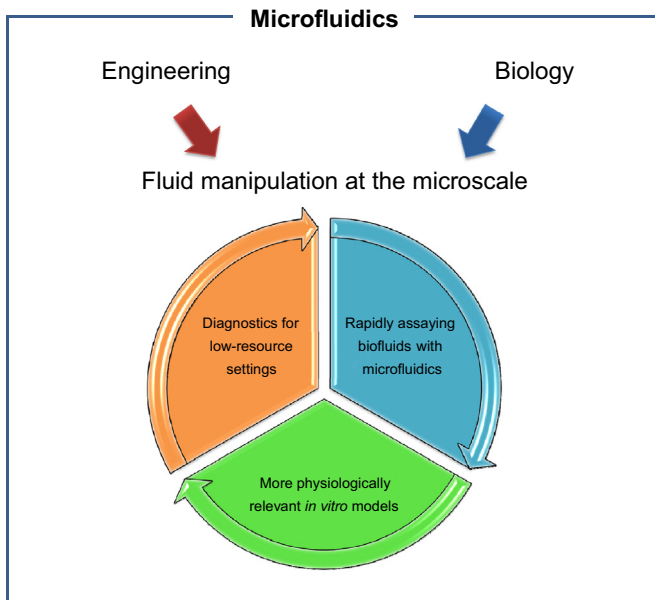 Microfluidics
Engineering
Biology
Fluid manipulation at the microscale
Diagnostics for
low-resource
settings
Rapidly assaying
biofluids with
microfluidics
More physiologically
relevant in vitro models